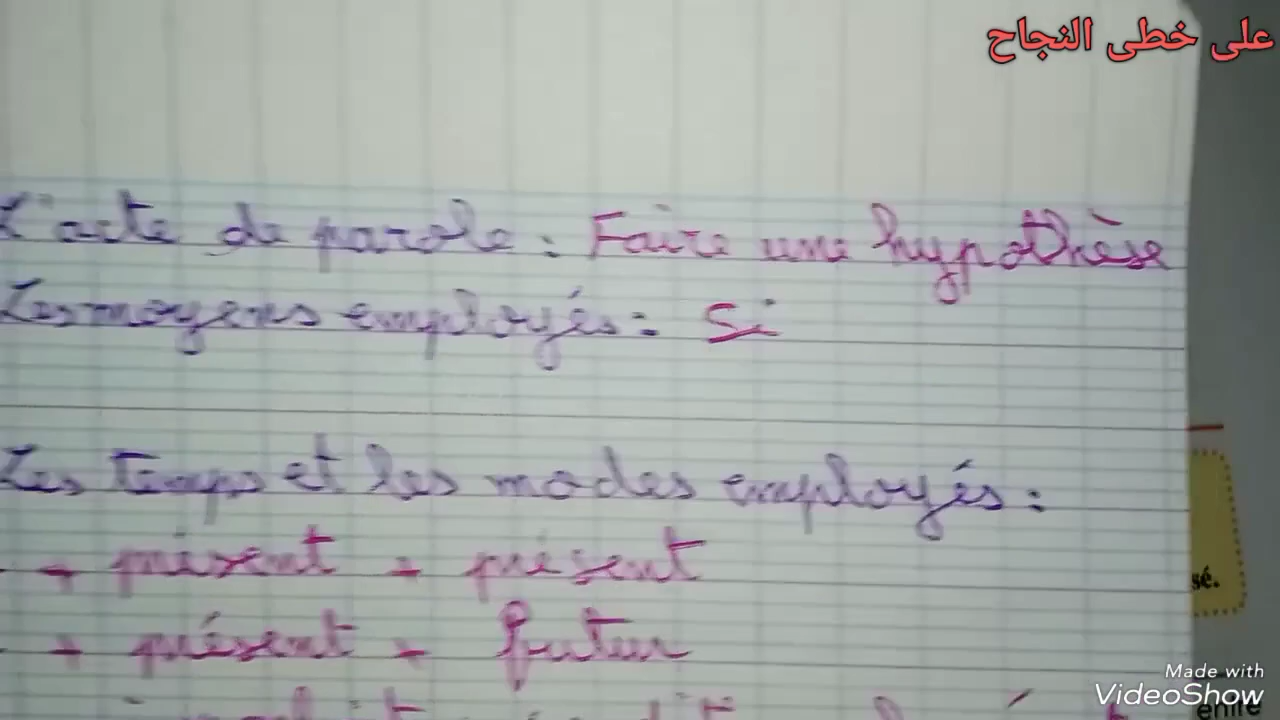 على خطى النجاح
L'acte de parole : Faire une hypothèse
Les moyens employés : Si
Les temps et les modes employés :
- + présent - présent
- + présent - futur
sé.
Made with
VideoShow